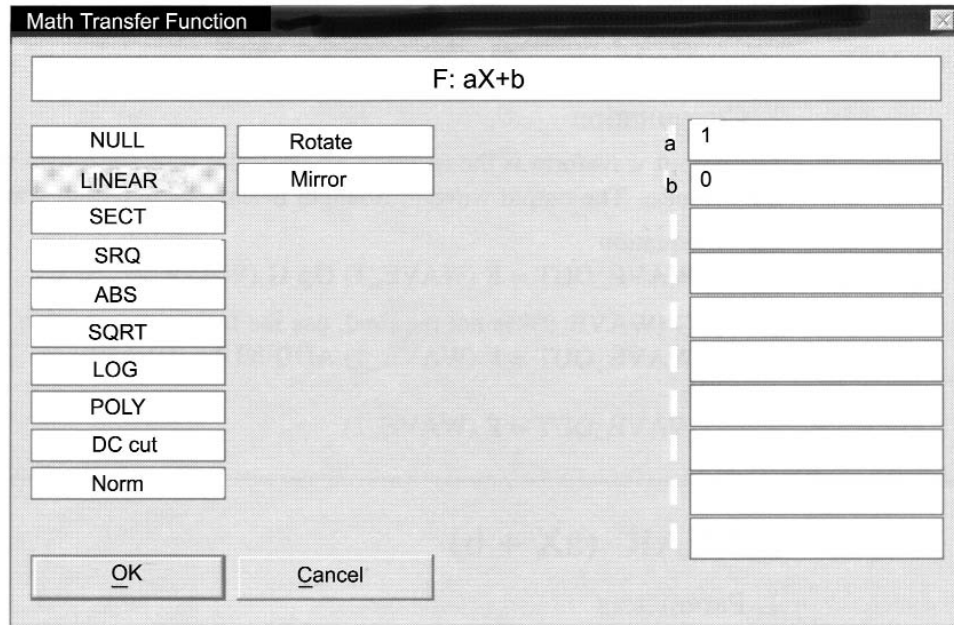 Math Transfer Function
F: aX+b
NULL
Rotate
a
1
LINEAR
Mirror
b
0
SECT
SRQ
ABS
SQRT
LOG
POLY
DC cut
Norm
OK
Cancel